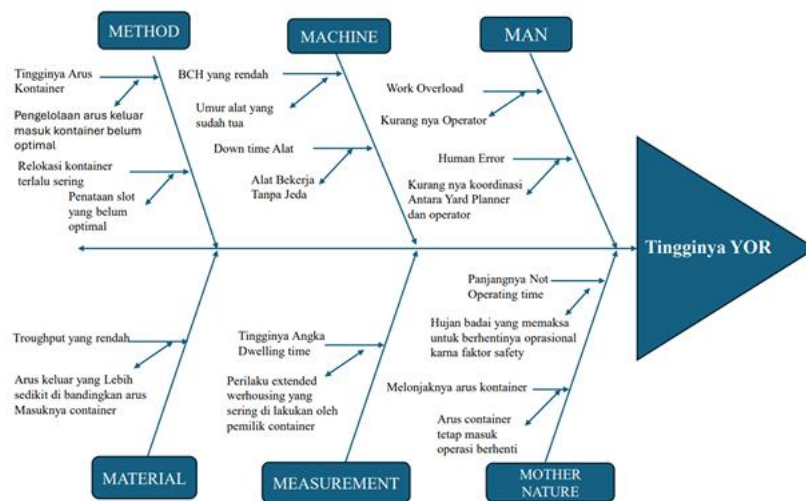 METHOD
MACHINE
MAN
Tingginya Arus
Kontainer
Pengelolaan arus keluar
masuk kontainer belum
optimal
Relokasi kontainer
terlalu sering
Penataan slot
yang belum
optimal
BCH yang rendah
Umur alat yang
sudah tua
Down time Alat
Alat Bekerja
Tanpa Jeda
Work Overload
Kurang nya Operator
Human Error
Kurang nya koordinasi
Antara Yard Planner
dan operator
Tingginya YOR
Troughput yang rendah
Arus keluar yang Lebih
sedikit di bandingkan arus
Masuknya container
Tingginya Angka
Dwelling time
Perilaku extended
werhousing yang
sering di lakukan oleh
pemilik container
Panjangnya Not
Operating time
Hujan badai yang memaksa
untuk berhentinya oprasional
karna faktor safety
Melonjaknya arus kontainer
Arus container
tetap masuk
operasi berhenti
MATERIAL
MEASUREMENT
MOTHER
NATURE